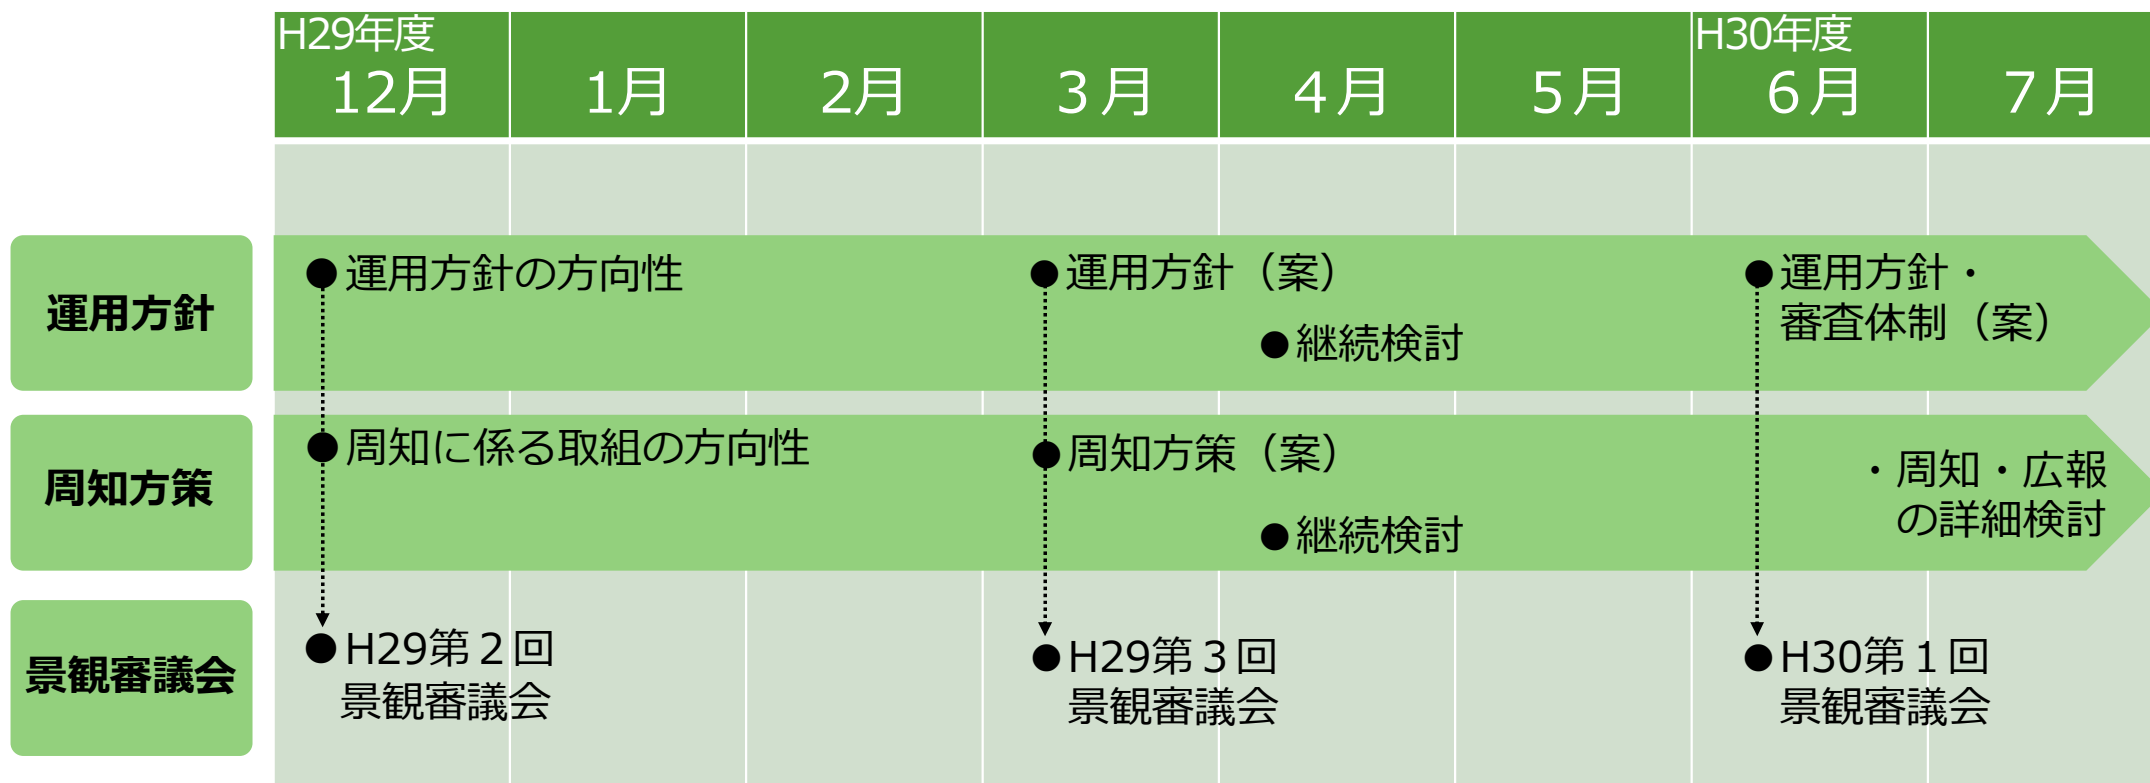 H29年度
H30年度
12月
1月
2月
３月
４月
５月
６月
７月
運用方針
●運用方針の方向性
●運用方針（案）
●継続検討
●運用方針・
審査体制（案）
周知方策
●周知に係る取組の方向性
●周知方策（案）
●継続検討
・周知・広報
の詳細検討
景観審議会
●H29第２回
景観審議会
●H29第３回
景観審議会
●H30第１回
景観審議会